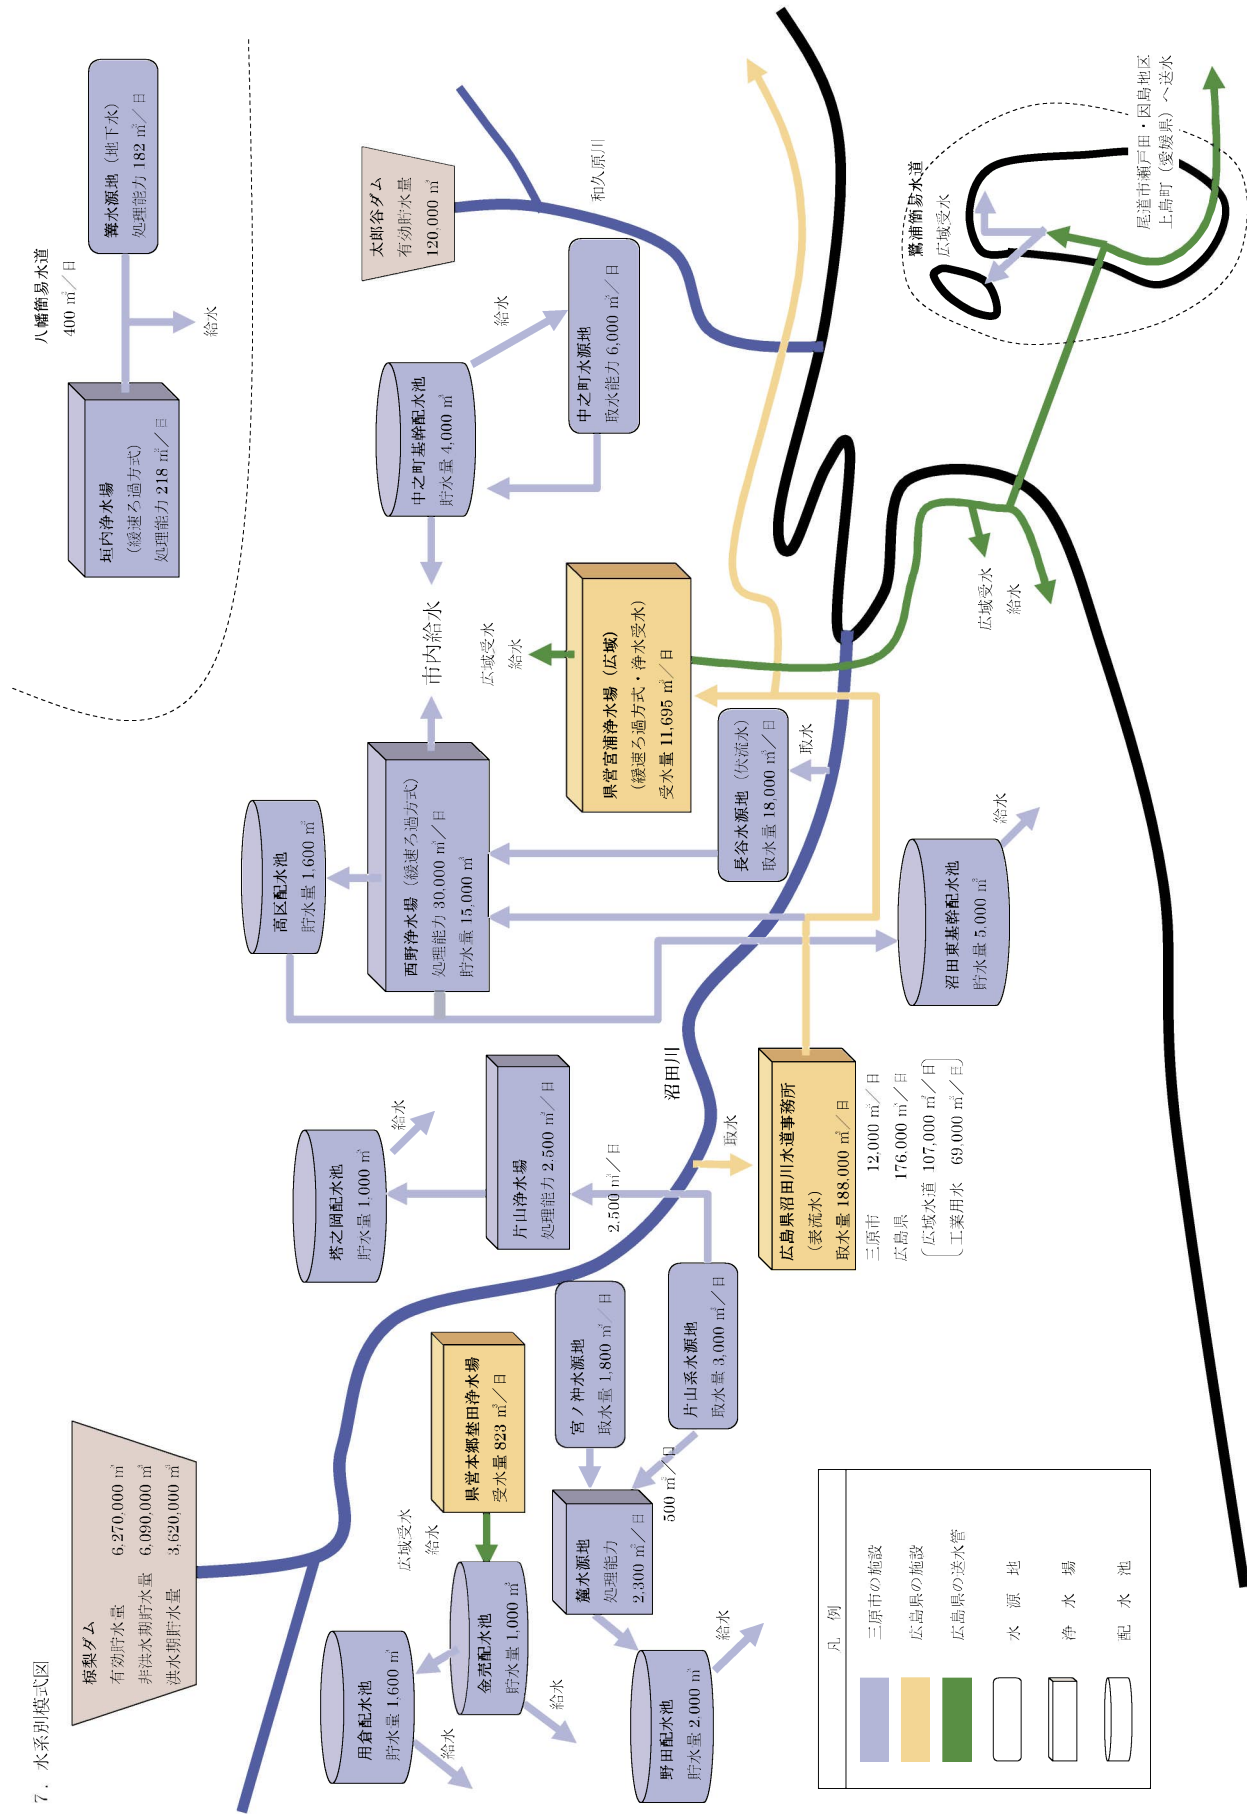 7．水系別模式図
椋梨ダム
有効貯水量 6,270,000 ㎥
非洪水期貯水量 6,090,000 ㎥
洪水期貯水量 3,620,000 ㎥
八幡簡易水道
400 ㎥／日
垣内浄水場
（緩速ろ過方式）
処理能力 218 ㎥／日
篝水源地（地下水）
処理能力 182 ㎥／日
給水
太郎谷ダム
有効貯水量
120,000 ㎥
和久原川
高区配水池
貯水量 1,600 ㎥
西野浄水場（緩速ろ過方式）
処理能力 30,000 ㎥／日
貯水量 15,000 ㎥
市内給水
中之町基幹配水池
貯水量 4,000 ㎥
給水
中之町水源地
取水能力 6,000 ㎥／日
塔之岡配水池
貯水量 1,000 ㎥
給水
片山浄水場
処理能力 2,500 ㎥／日
2,500 ㎥／日
用倉配水池
貯水量 1,600 ㎥
給水
金売配水池
貯水量 1,000 ㎥
給水
広域受水
給水
県営本郷埜田浄水場
受水量 823 ㎥／日
宮ノ沖水源地
取水量 1,800 ㎥／日
片山系水源地
取水量 3,000 ㎥／日
500 ㎥／日
麓水源地
処理能力
2,300 ㎥／日
野田配水池
貯水量 2,000 ㎥
給水
沼田川
取水
広島県沼田川水道事務所
（表流水）
取水量 188,000 ㎥／日
三原市 12,000 ㎥／日
広島県 176,000 ㎥／日
広域水道 107,000 ㎥／日
工業用水 69,000 ㎥／日
広域受水
給水
県営宮浦浄水場（広域）
（緩速ろ過方式・浄水受水）
受水量 11,695 ㎥／日
長谷水源地（伏流水）
取水量 18,000 ㎥／日
取水
沼田東基幹配水池
貯水量 5,000 ㎥
給水
広域受水
給水
鷺浦簡易水道
広域受水
尾道市瀬戸田・因島地区
上島町（愛媛県）へ送水
凡 例
三原市の施設
広島県の施設
広島県の送水管
水 源 地
浄 水 場
配 水 池